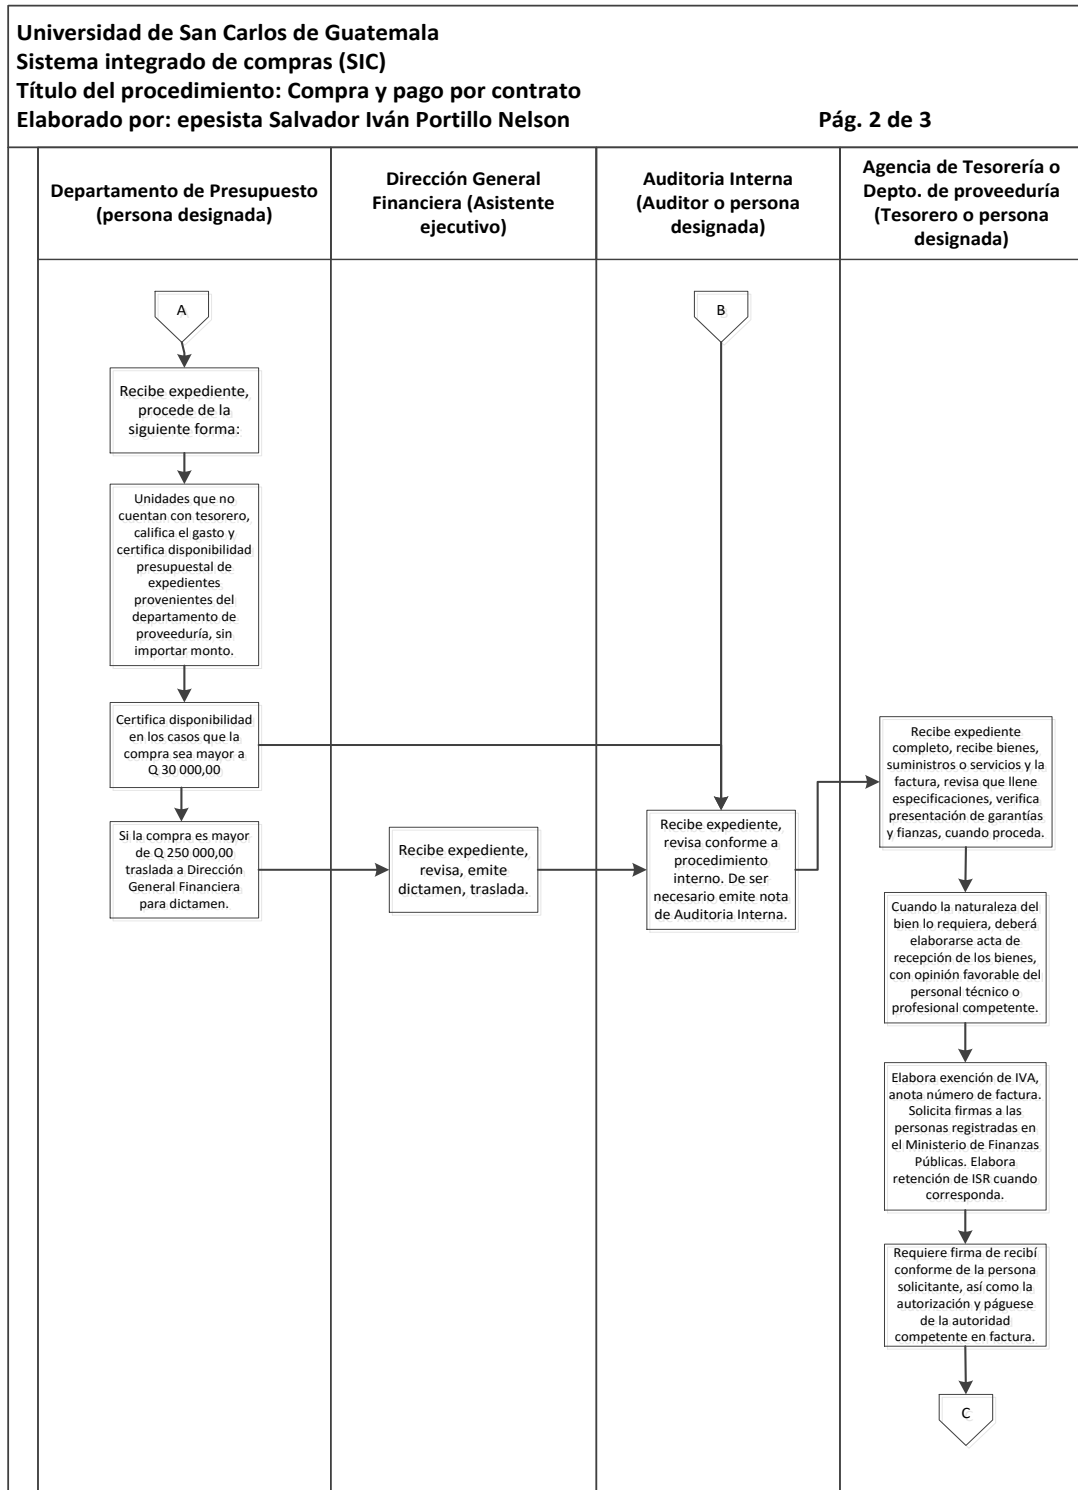 Universidad de San Carlos de Guatemala
Sistema integrado de compras (SIC)
Título del procedimiento: Compra y pago por contrato
Elaborado por: epesista Salvador Iván Portillo Nelson
Pág. 2 de 3
Departamento de Presupuesto
(persona designada)
Dirección General
Financiera (Asistente
ejecutivo)
Auditoria Interna
(Auditor o persona
designada)
Agencia de Tesorería o
Depto. de proveeduría
(Tesorero o persona
designada)
A
Recibe expediente,
procede de la
siguiente forma:
Unidades que no
cuentan con tesorero,
califica el gasto y
certifica disponibilidad
presupuestal de
expedientes
provenientes del
departamento de
proveeduría, sin
importar monto.
Certifica disponibilidad
en los casos que la
compra sea mayor a
Q 30 000,00
Si la compra es mayor
de Q 250 000,00
traslada a Dirección
General Financiera
para dictamen.
Recibe expediente,
revisa, emite
dictamen, traslada.
B
Recibe expediente,
revisa conforme a
procedimiento
interno. De ser
necesario emite nota
de Auditoria Interna.
Recibe expediente
completo, recibe bienes,
suministros o servicios y la
factura, revisa que llene
especificaciones, verifica
presentación de garantías
y fianzas, cuando proceda.
Cuando la naturaleza del
bien lo requiera, deberá
elaborarse acta de
recepción de los bienes,
con opinión favorable del
personal técnico o
profesional competente.
Elabora exención de IVA,
anota número de factura.
Solicita firmas a las
personas registradas en
el Ministerio de Finanzas
Públicas. Elabora
retención de ISR cuando
corresponda.
Requiere firma de recibí
conforme de la persona
solicitante, así como la
autorización y páguese
de la autoridad
competente en factura.
C